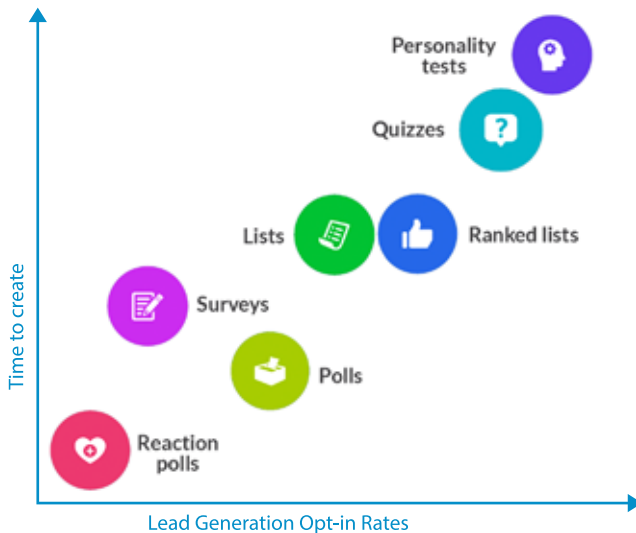 Personality
tests
Quizzes
?
Lists
Ranked lists
Surveys
Polls
Reaction
polls
Time to create
Lead Generation Opt-in Rates